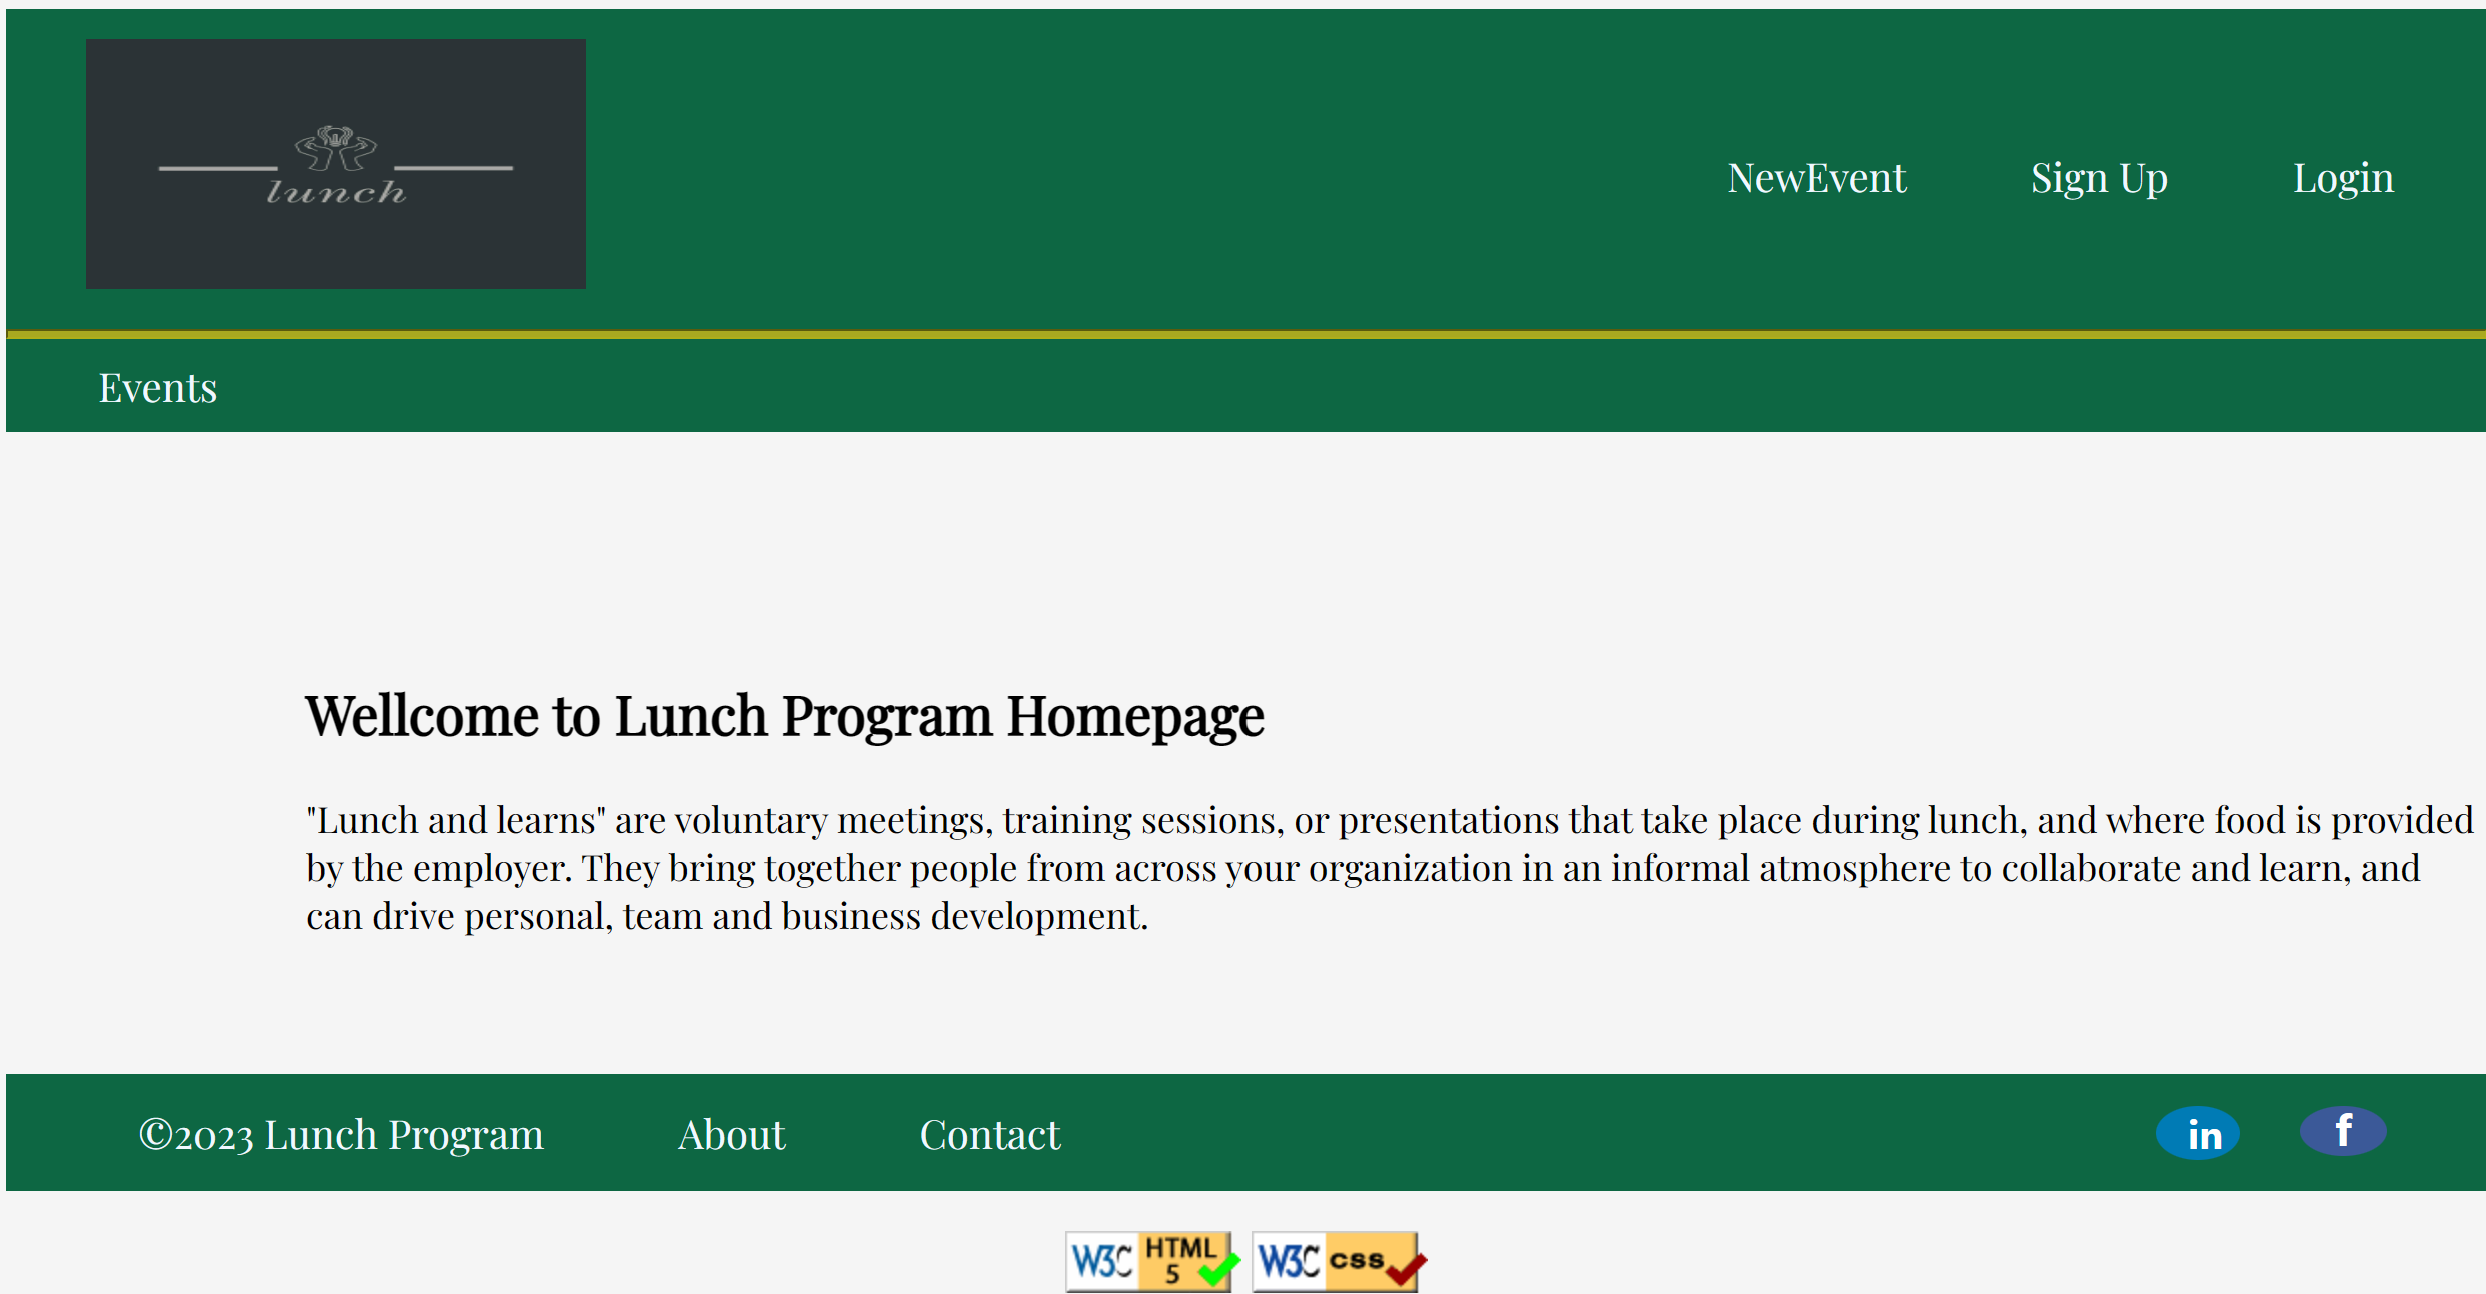 lunch
NewEvent Sign Up Login
Events
Wellcome to Lunch Program Homepage
"Lunch and learns" are voluntary meetings, training sessions, or presentations that take place during lunch, and where food is provided
by the employer. They bring together people from across your organization in an informal atmosphere to collaborate and learn, and
can drive personal, team and business development.
©2023 Lunch Program About Contact in f
W3C HTML 5 W3C css